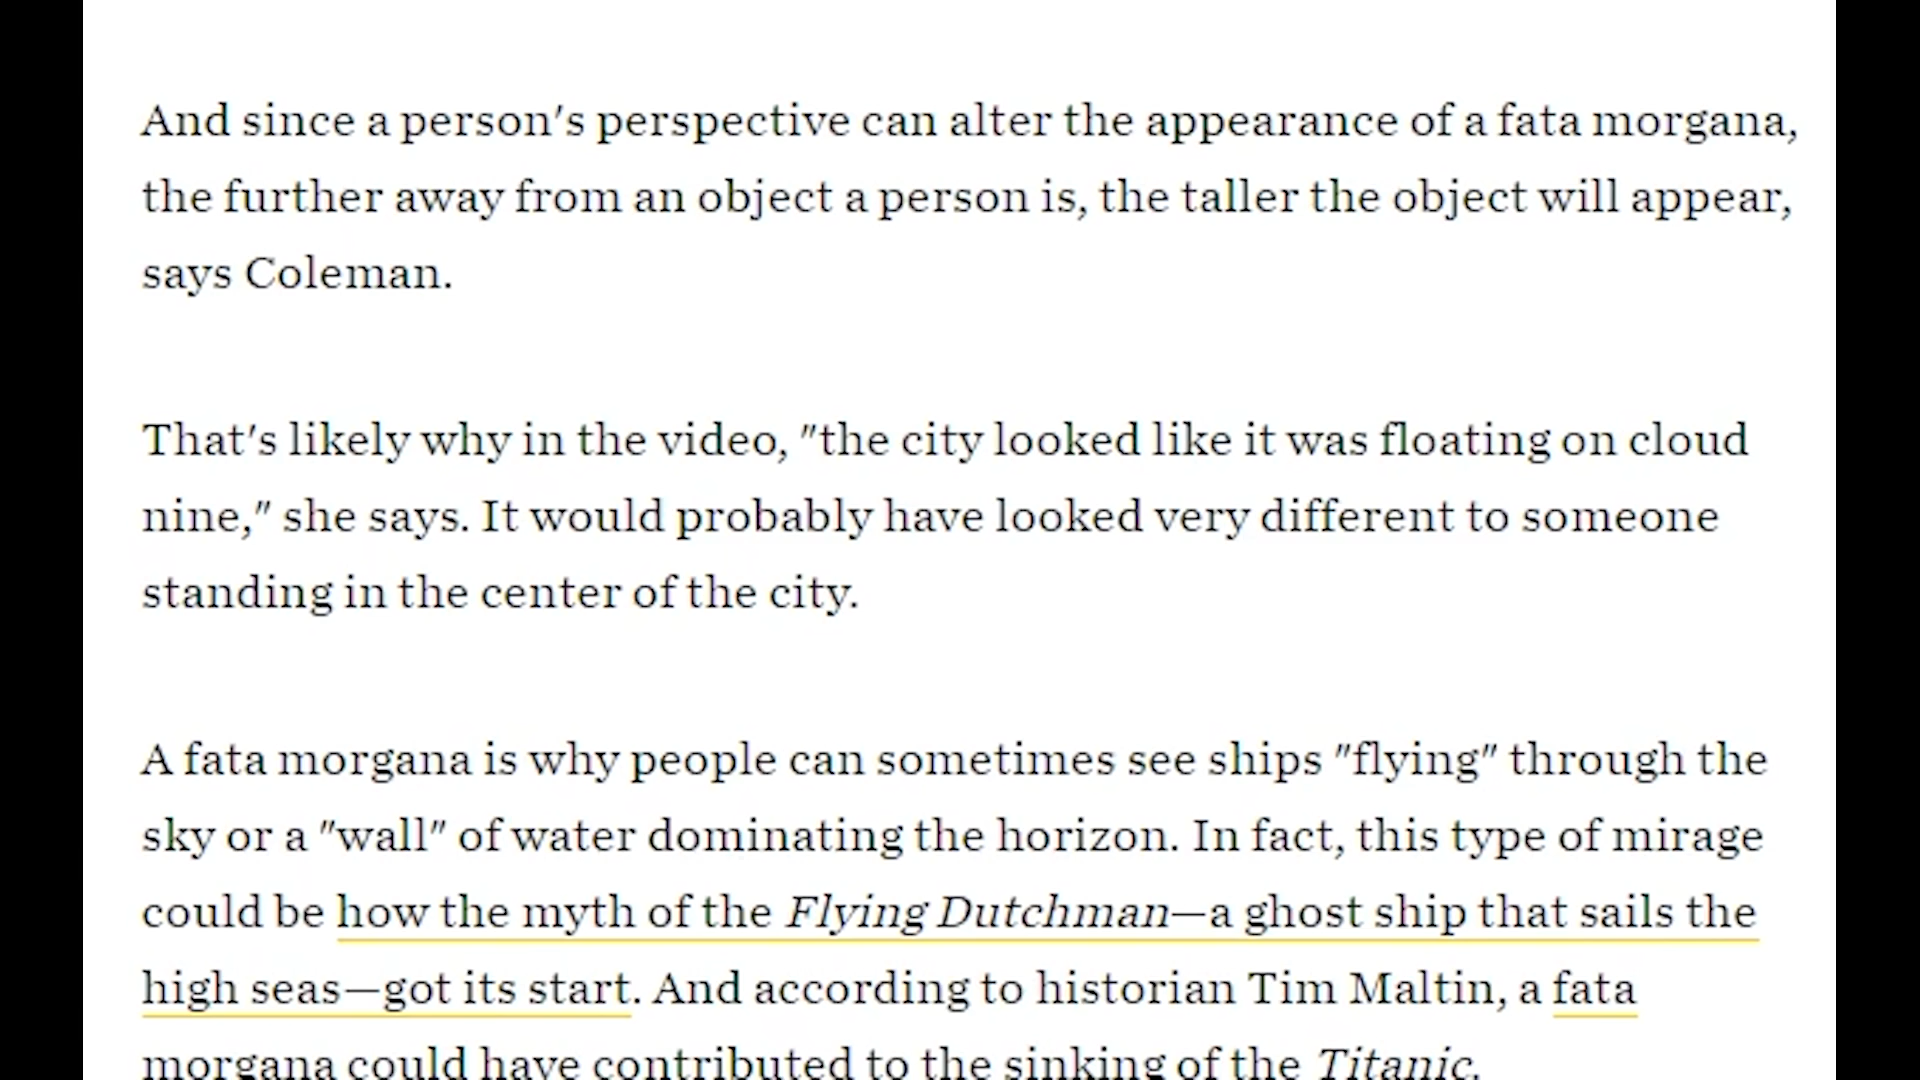 And since a person's perspective can alter the appearance of a fata morgana,
the further away from an object a person is, the taller the object will appear,
says Coleman.
That's likely why in the video, "the city looked like it was floating on cloud
nine," she says. It would probably have looked very different to someone
standing in the center of the city.
A fata morgana is why people can sometimes see ships "flying" through the
sky or a "wall" of water dominating the horizon. In fact, this type of mirage
could be how the myth of the Flying Dutchman—a ghost ship that sails the
high seas—got its start. And according to historian Tim Maltin, a fata
morgana could have contributed to the sinking of the Titanic.